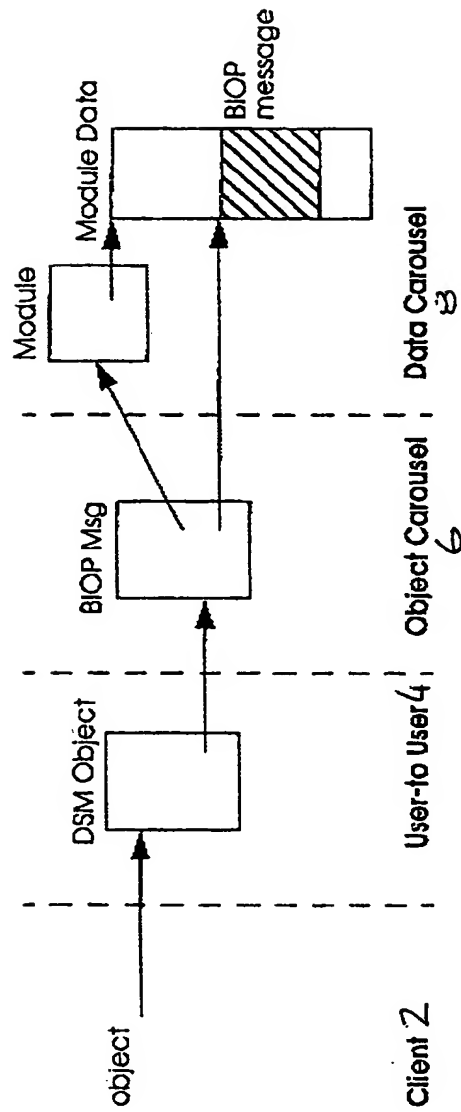 object
DSM Object
BIOP Msg
Module
Module Data
BIOP
message
Client 2
User-to User 4
Object Carousel
6
Data Carousel
8